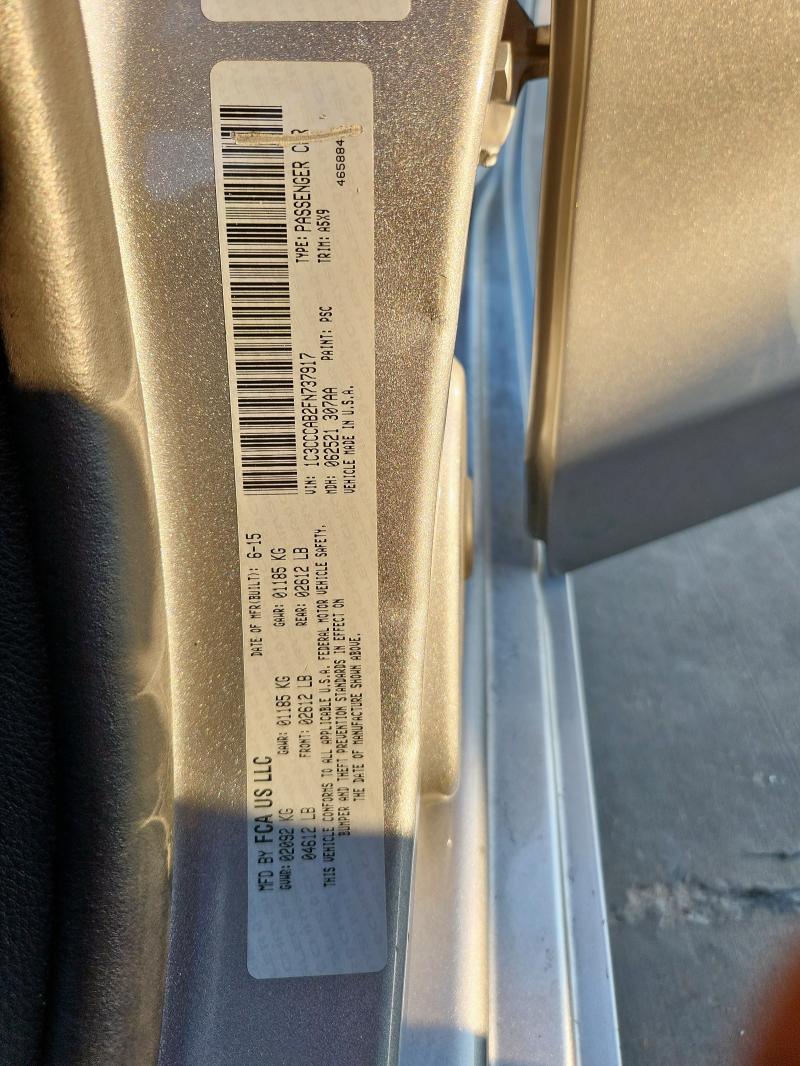 MFD BY FCA US LLC
DATE OF MFR(BUILT): 6-15
GVWR: 02092 KG
04612 LB
GAWR: 01185 KG
FRONT: 02612 LB
GAWR: 01185 KG
REAR: 02612 LB
THIS VEHICLE CONFORMS TO ALL APPLICABLE U.S.A. FEDERAL MOTOR VEHICLE SAFETY,
BUMPER AND THEFT PREVENTION STANDARDS IN EFFECT ON
THE DATE OF MANUFACTURE SHOWN ABOVE.
VIN: 1C3CCCAB2FN737917
TYPE: PASSENGER CAR
MDH: 062521 307AA
PAINT: PSC
TRIM: A5X9
VEHICLE MADE IN U.S.A.
465884